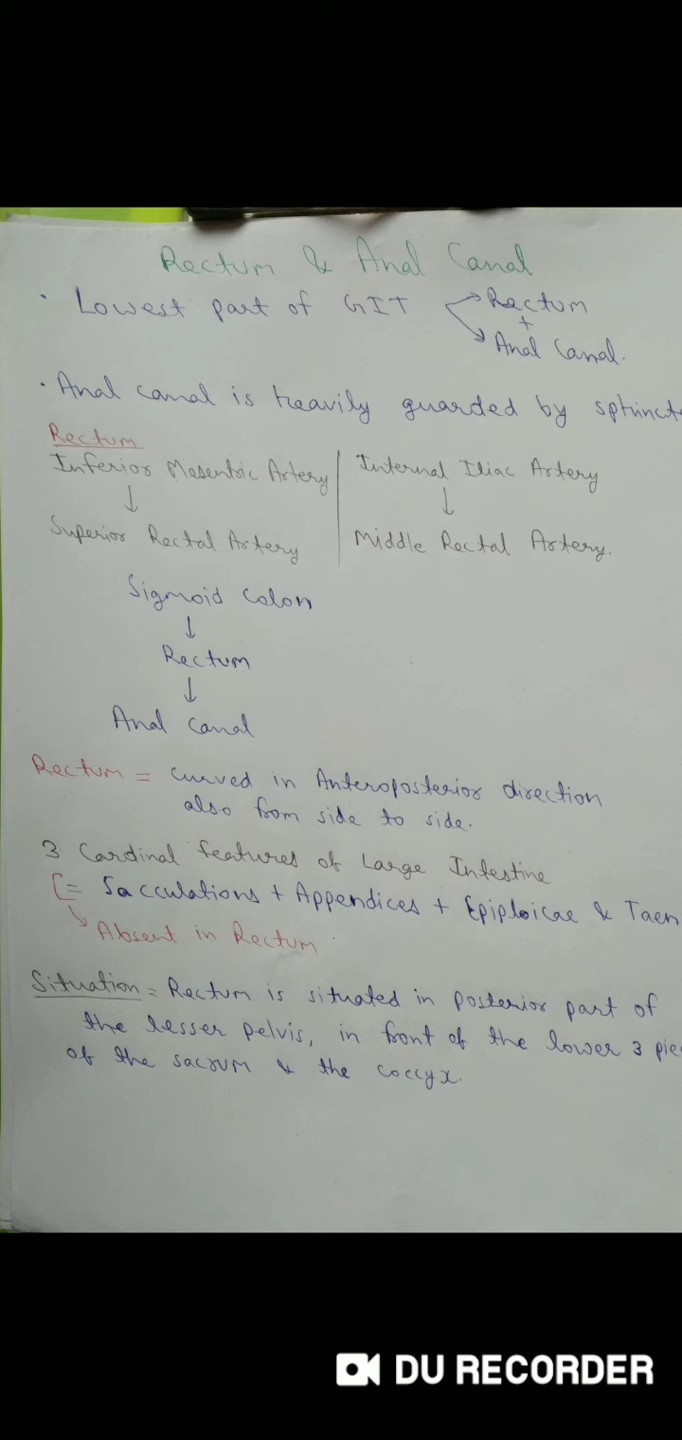 Rectum & Anal Canal
· Lowest part of GIT → Rectum
+
→ Anal Canal.
· Anal canal is heavily guarded by sphincte
Rectum
Inferior Mesentric Artery | Internal Iliac Artery
↓ ↓
Superior Rectal Artery | Middle Rectal Artery.
Sigmoid Colon
↓
Rectum
↓
Anal canal
Rectum = curved in Anteroposterior direction
also from side to side.
3 Cardinal features of Large Intestine
[= Sacculations + Appendices + Epiploicae & Taen
↳ Absent in Rectum
Situation = Rectum is situated in posterior part of
the lesser pelvis, in front of the lower 3 pie
of the sacrum & the coccyx.
DU RECORDER